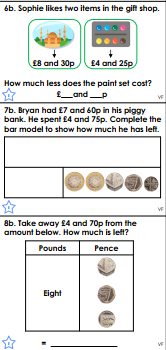 6b. Sophie likes two items in the gift shop.
£8 and 30p
£4 and 25p
How much less does the paint set cost?
£__and __p
VF
7b. Bryan had £7 and 60p in his piggy
bank. He spent £4 and 75p. Complete the
bar model to show how much he has left.
VF
8b. Take away £4 and 70p from the
amount below. How much is left?
Pounds Pence
Eight
= ____________
VF